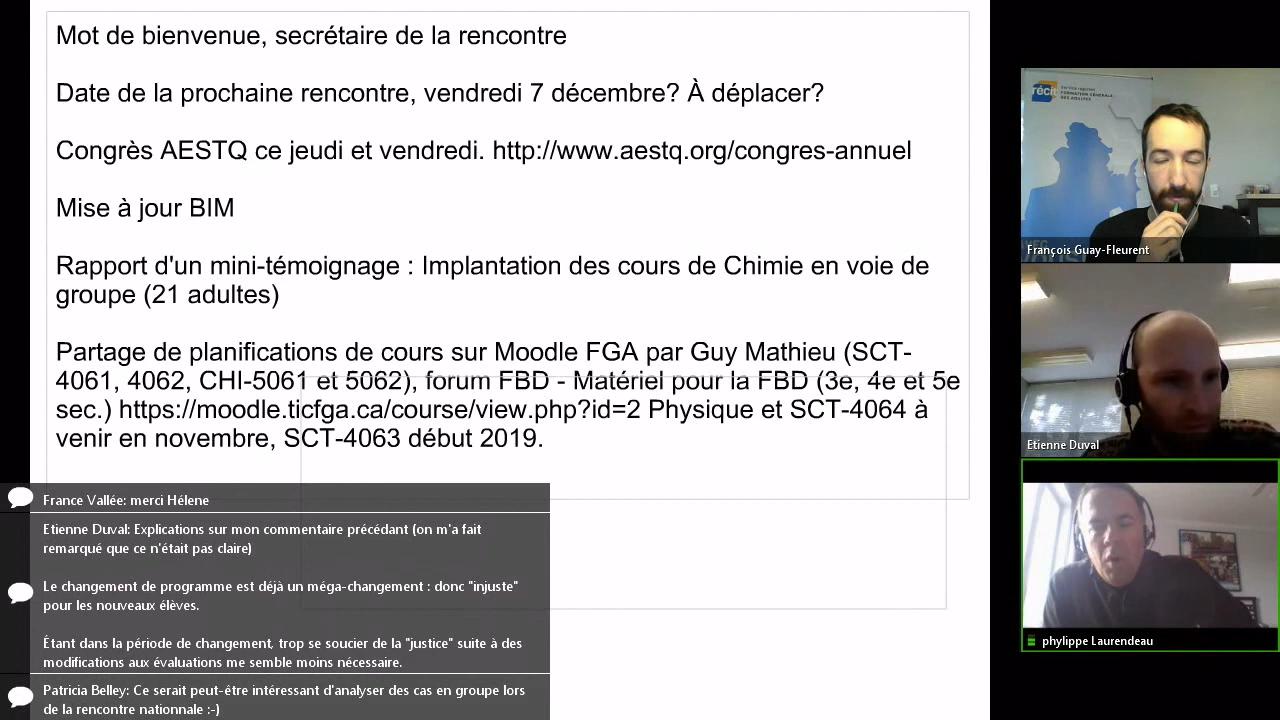 Mot de bienvenue, secrétaire de la rencontre
Date de la prochaine rencontre, vendredi 7 décembre? À déplacer?
Congrès AESTQ ce jeudi et vendredi. http://www.aestq.org/congres-annuel
Mise à jour BIM
Rapport d'un mini-témoignage : Implantation des cours de Chimie en voie de
groupe (21 adultes)
Partage de planifications de cours sur Moodle FGA par Guy Mathieu (SCT-
4061, 4062, CHI-5061 et 5062), forum FBD - Matériel pour la FBD (3e, 4e et 5e
sec.) https://moodle.ticfga.ca/course/view.php?id=2 Physique et SCT-4064 à
venir en novembre, SCT-4063 début 2019.
France Vallée: merci Hélene
Etienne Duval: Explications sur mon commentaire précédant (on m'a fait
remarqué que ce n'était pas claire)
Le changement de programme est déjà un méga-changement : donc "injuste"
pour les nouveaux élèves.
Étant dans la période de changement, trop se soucier de la "justice" suite à des
modifications aux évaluations me semble moins nécessaire.
Patricia Belley: Ce serait peut-être intéressant d'analyser des cas en groupe lors
de la rencontre nationnale :-)
récit
FORMATION GÉNÉRALE
DES ADULTES
François Guay-Fleurent
Etienne Duval
phylippe Laurendeau